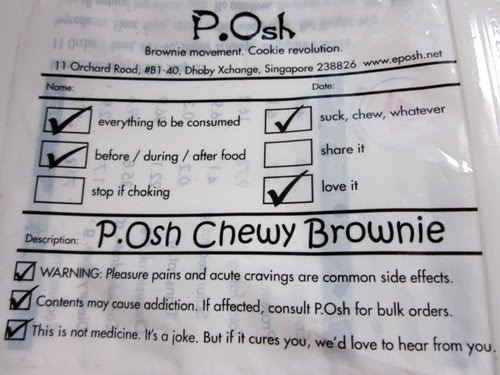 P.Osh
Brownie movement. Cookie revolution.
11 Orchard Road, #B1-40, Dhoby Xchange, Singapore 238826 www.eposh.net
Name: Date:
everything to be consumed suck, chew, whatever
before / during / after food share it
stop if choking love it
Description: P.Osh Chewy Brownie
WARNING: Pleasure pains and acute cravings are common side effects.
Contents may cause addiction. If affected, consult P.Osh for bulk orders.
This is not medicine. It's a joke. But if it cures you, we'd love to hear from you.